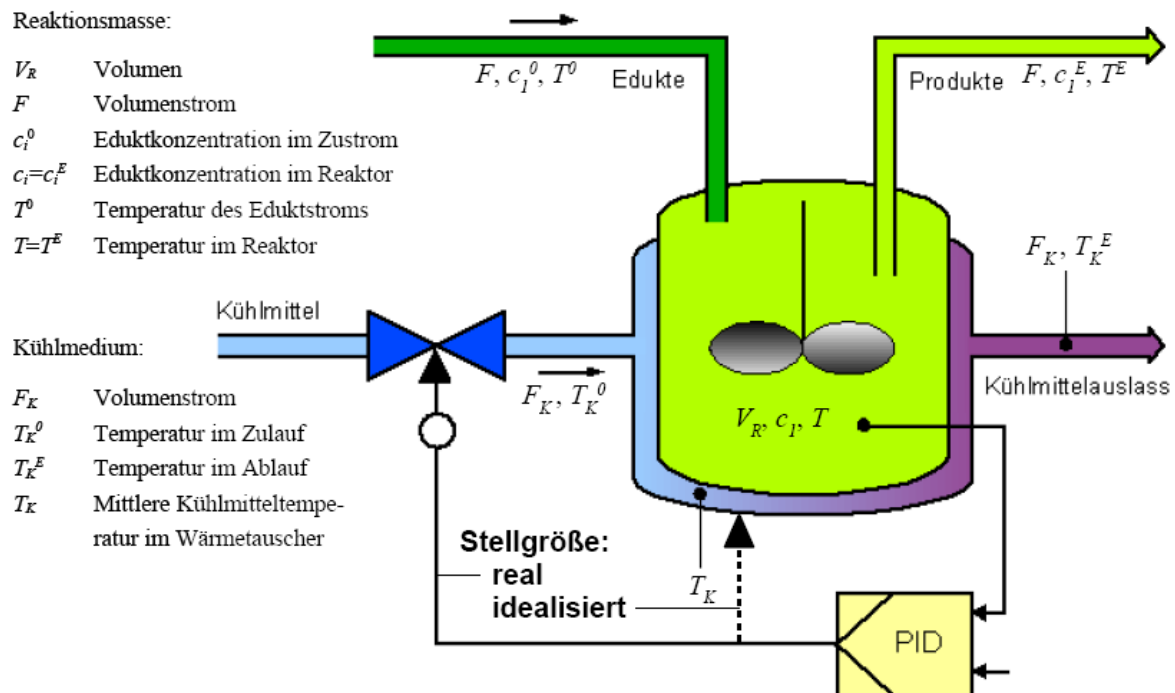 Reaktionsmasse:
V_R Volumen
F Volumenstrom
c_i^0 Eduktkonzentration im Zustrom
c_i=c_i^E Eduktkonzentration im Reaktor
T^0 Temperatur des Eduktstroms
T=T^E Temperatur im Reaktor
Kühlmedium:
F_K Volumenstrom
T_K^0 Temperatur im Zulauf
T_K^E Temperatur im Ablauf
T_K Mittlere Kühlmitteltempe-
ratur im Wärmetauscher
F, c_1^0, T^0
Edukte
Produkte
F, c_1^E, T^E
Kühlmittel
F_K, T_K^0
F_K, T_K^E
Kühlmittelauslass
V_R, c_1, T
Stellgröße:
real
idealisiert
T_K
PID